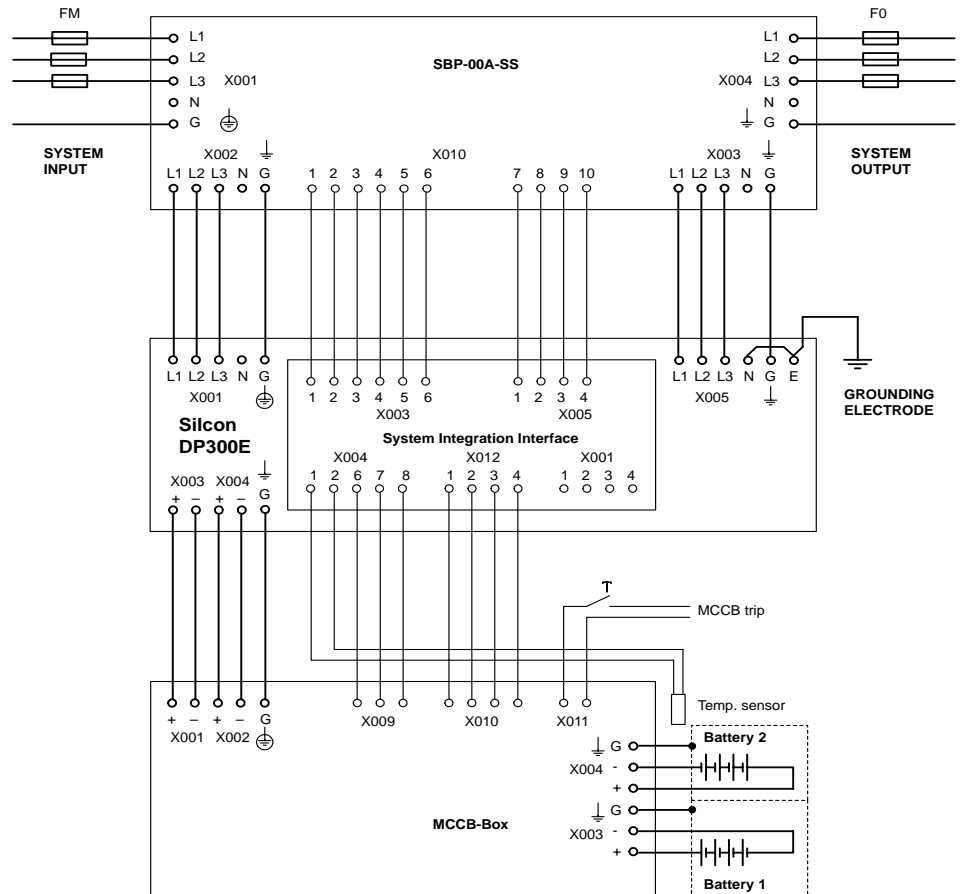 FM
F0
L1
L1
L2
L2
SBP-00A-SS
L3
X001
X004
L3
N
N
G
G
SYSTEM
INPUT
SYSTEM
OUTPUT
X002
X010
X003
L1 L2 L3 N G
1 2 3 4 5 6
7 8 9 10
L1 L2 L3 N G
L1 L2 L3 N G
X001
1 2 3 4 5 6
X003
1 2 3 4
X005
L1 L2 L3 N G E
X005
GROUNDING
ELECTRODE
Silcon
DP300E
System Integration Interface
X004
X012
X001
1 2 6 7 8
1 2 3 4
1 2 3 4
X003 X004
+ – + – G
MCCB trip
Temp. sensor
+ – + – G
X001 X002
X009
X010
X011
Battery 2
G
X004 -
+
G
X003 -
+
MCCB-Box
Battery 1